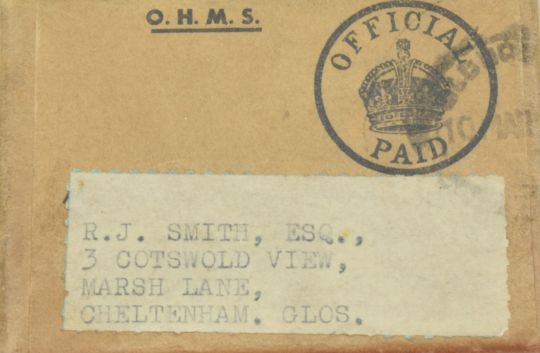 O. H. M. S.
OFFICIAL
PAID
R.J. SMITH, ESQ.,
3 COTSWOLD VIEW,
MARSH LANE,
CHELTENHAM. GLOS.